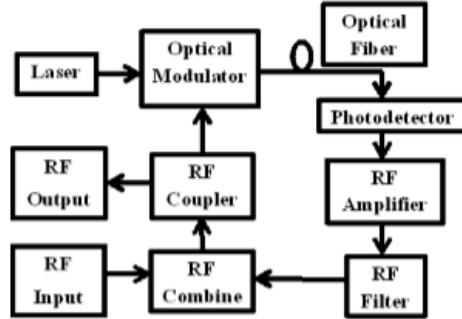 Laser
Optical
Modulator
Optical
Fiber
Photodetector
RF
Amplifier
RF
Filter
RF
Combine
RF
Coupler
RF
Output
RF
Input